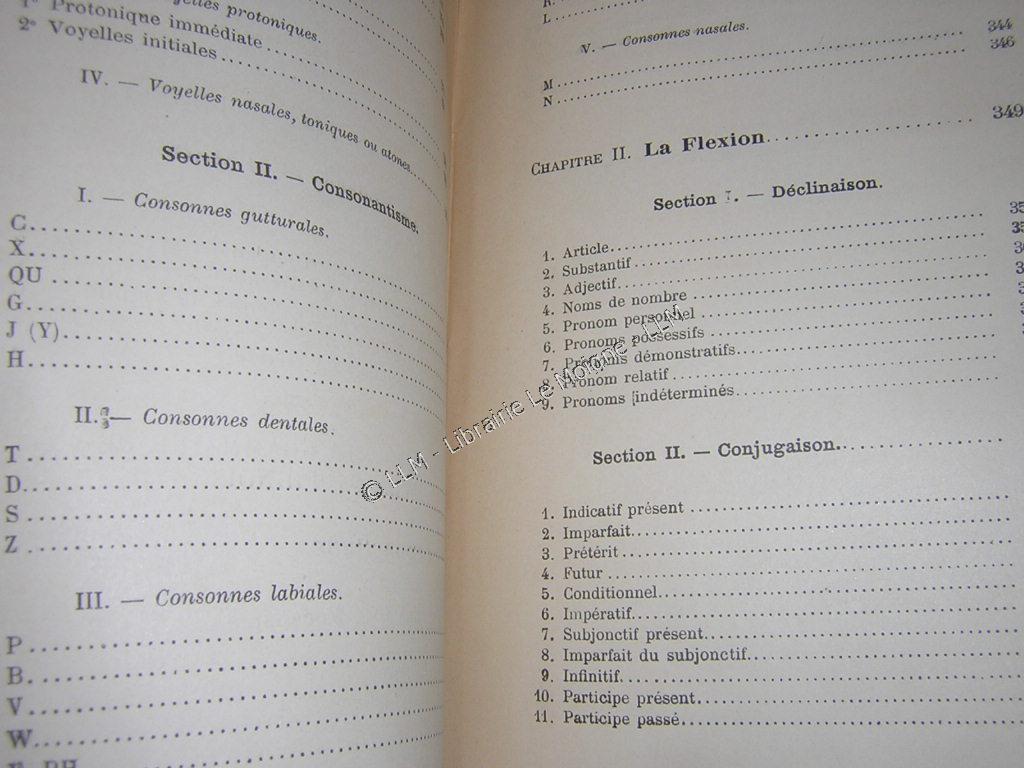 protoniques.
1° Protonique immédiate
2° Voyelles initiales
IV. — Voyelles nasales, toniques ou atones
Section II. — Consonantisme.
I. — Consonnes gutturales.
C
X
QU
G
J (Y)
H
II. — Consonnes dentales.
T
D
S
Z
III. — Consonnes labiales.
P
B
V
W
R
L
V. — Consonnes nasales.
M 344
N 346
CHAPITRE II. La Flexion 349
Section I. — Déclinaison.
1. Article
2. Substantif
3. Adjectif
4. Noms de nombre
5. Pronom personnel
6. Pronoms possessifs
7. Pronoms démonstratifs
8. Pronom relatif
9. Pronoms indéterminés
Section II. — Conjugaison.
1. Indicatif présent
2. Imparfait
3. Prétérit
4. Futur
5. Conditionnel
6. Impératif
7. Subjonctif présent
8. Imparfait du subjonctif
9. Infinitif
10. Participe présent
11. Participe passé
© LLM - Librairie Le Moigne - LLM